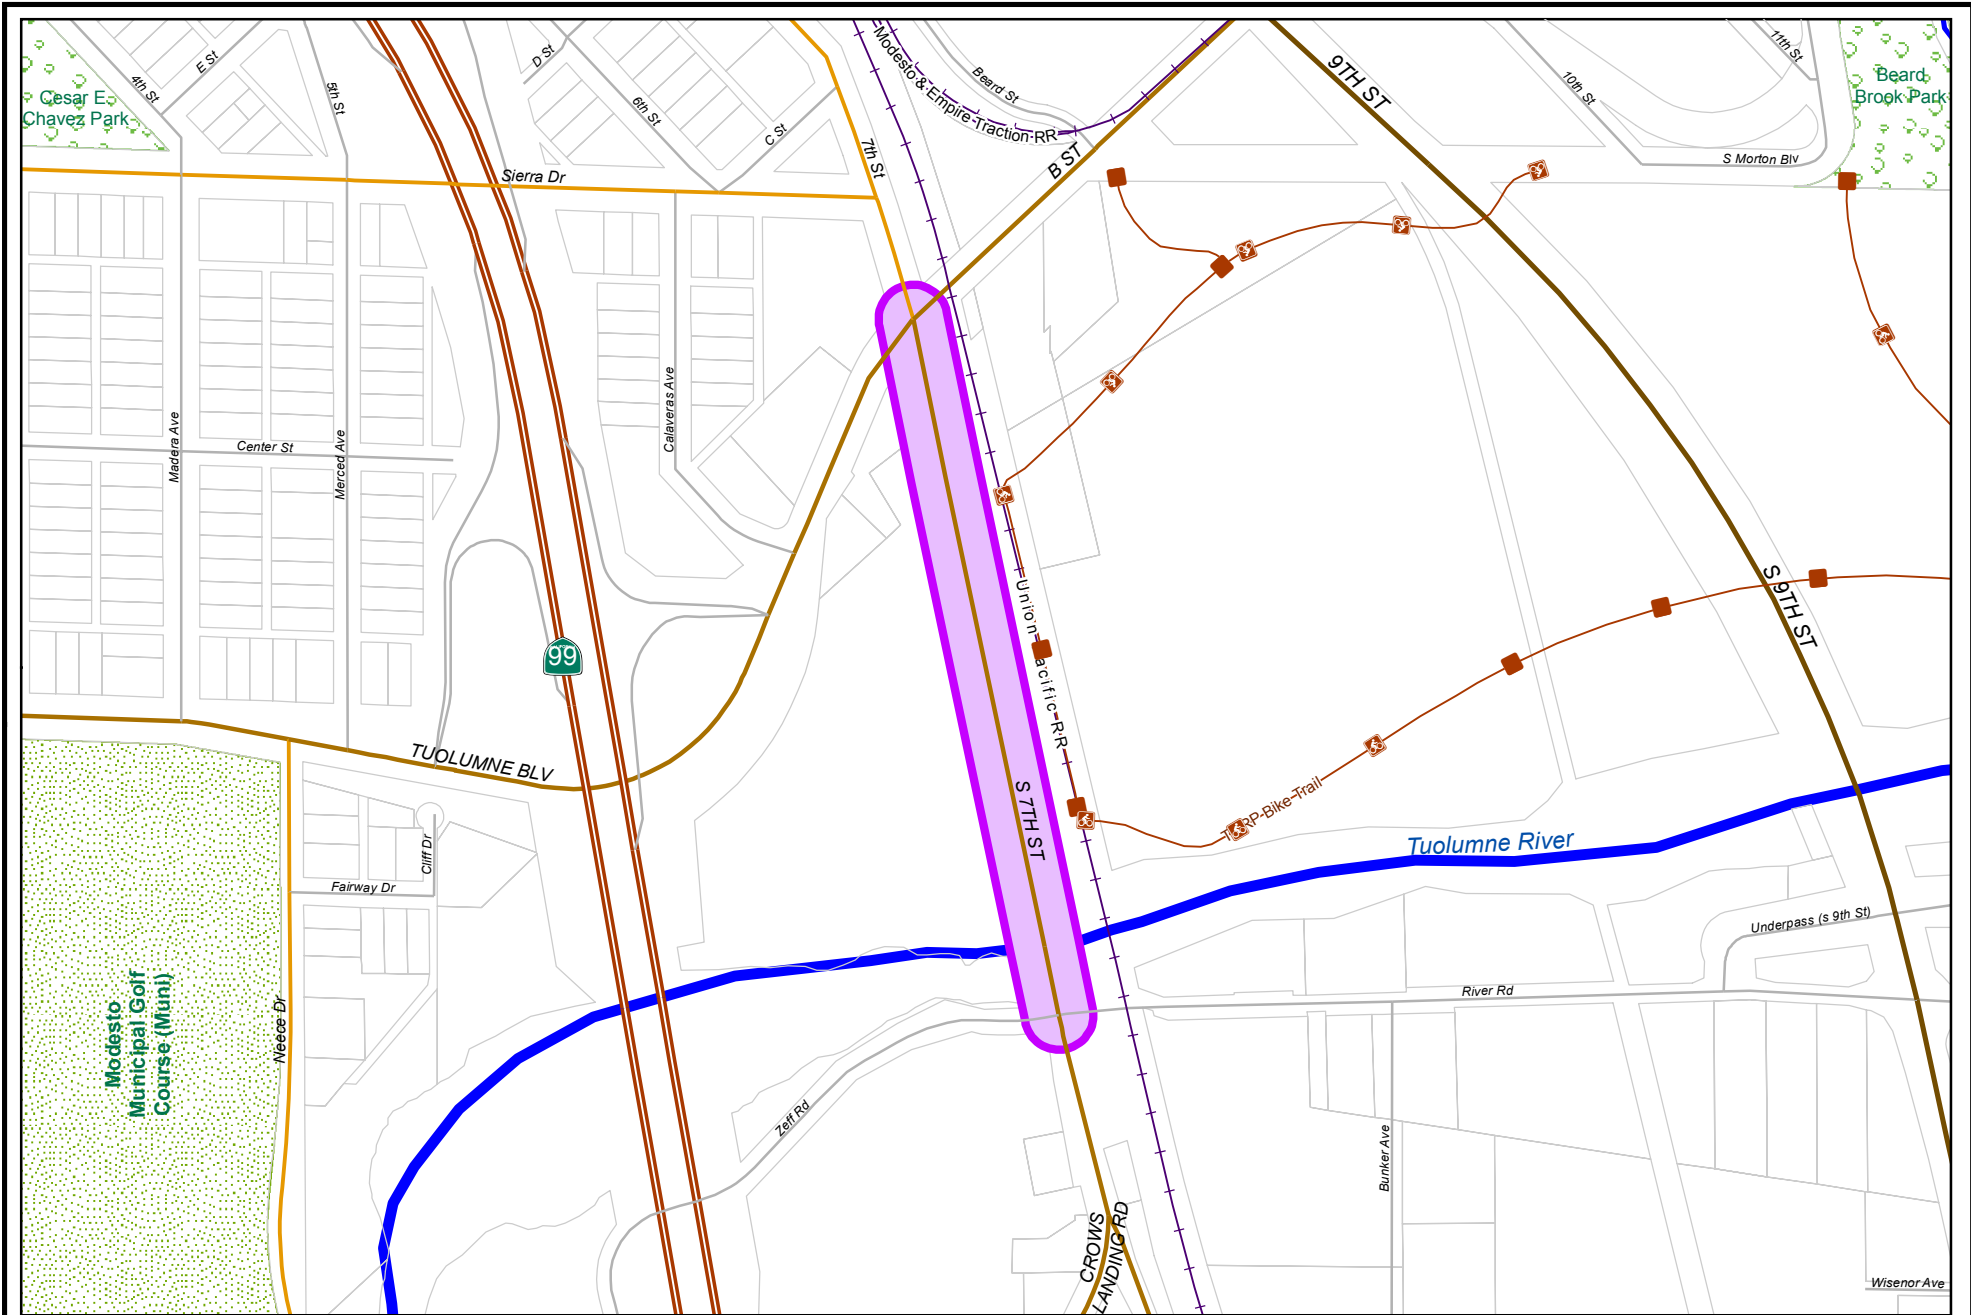 Modesto & Empire Traction RR
Beard St
9TH ST
10th St
11th St
Beard
Brook Park
S Morton Blv
E St
4th St
5th St
D St
6th St
C St
7th St
Cesar E.
Chavez Park
B ST
Sierra Dr
Madera Ave
Center St
Merced Ave
Calaveras Ave
Union Pacific RR
S 9TH ST
99
TUOLUMNE BLV
S 7TH ST
TRRP-Bike-Trail
Tuolumne River
Cliff Dr
Fairway Dr
Underpass (s 9th St)
River Rd
Modesto
Municipal Golf
Course (Muni)
Neece Dr
Zeff Rd
Bunker Ave
CROWS
LANDING RD
Wisenor Ave